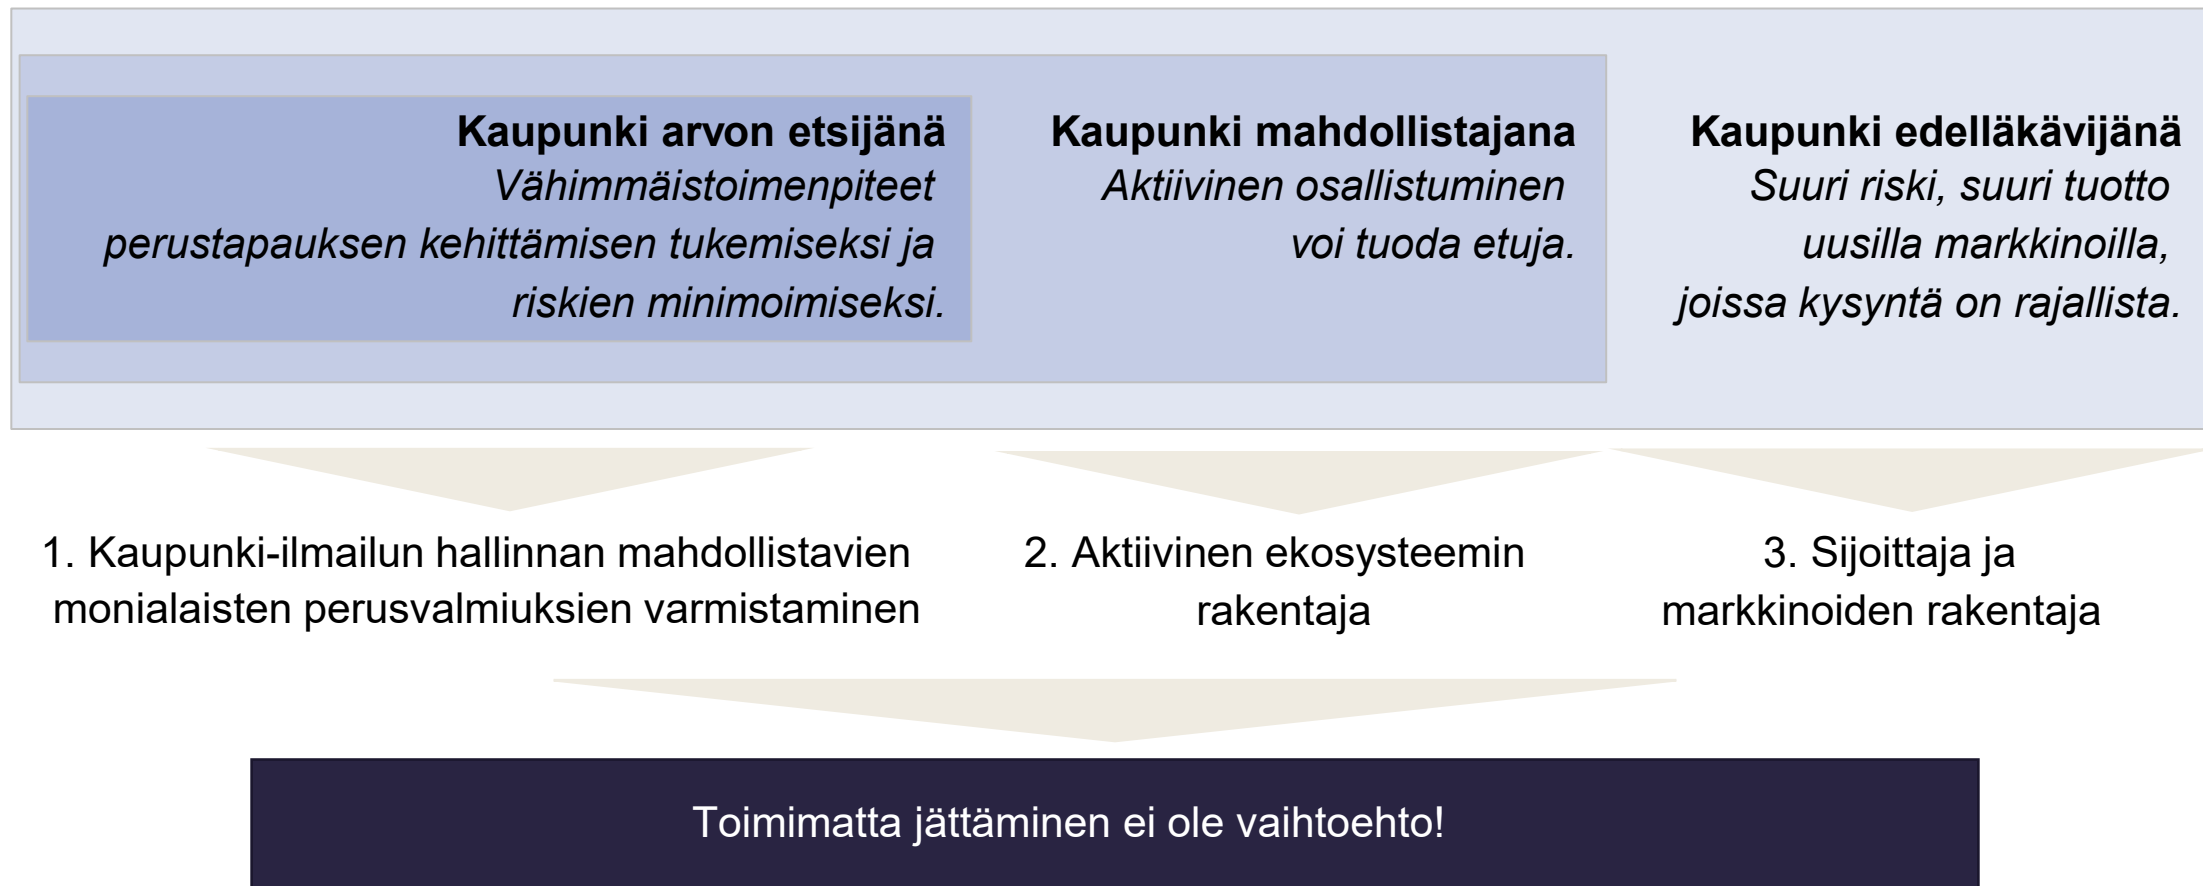 Kaupunki arvon etsijänä
Vähimmäistoimenpiteet
perustapauksen kehittämisen tukemiseksi ja
riskien minimoimiseksi.
Kaupunki mahdollistajana
Aktiivinen osallistuminen
voi tuoda etuja.
Kaupunki edelläkävijänä
Suuri riski, suuri tuotto
uusilla markkinoilla,
joissa kysyntä on rajallista.
1. Kaupunki-ilmailun hallinnan mahdollistavien
monialaisten perusvalmiuksien varmistaminen
2. Aktiivinen ekosysteemin
rakentaja
3. Sijoittaja ja
markkinoiden rakentaja
Toimimatta jättäminen ei ole vaihtoehto!